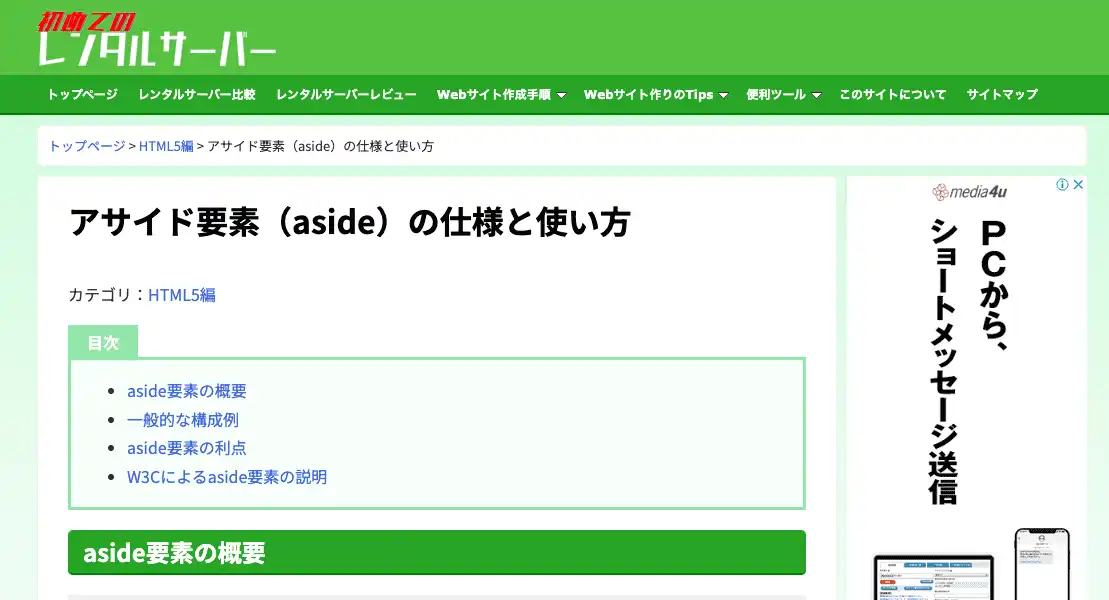 初めての
レンタルサーバー
トップページ レンタルサーバー比較 レンタルサーバーレビュー Webサイト作成手順 Webサイト作りのTips 便利ツール このサイトについて サイトマップ
トップページ > HTML5編 > アサイド要素（aside）の仕様と使い方
アサイド要素（aside）の仕様と使い方
カテゴリ：HTML5編
目次
aside要素の概要
一般的な構成例
aside要素の利点
W3Cによるaside要素の説明
aside要素の概要
media4u
PCから、
ショートメッセージ送信